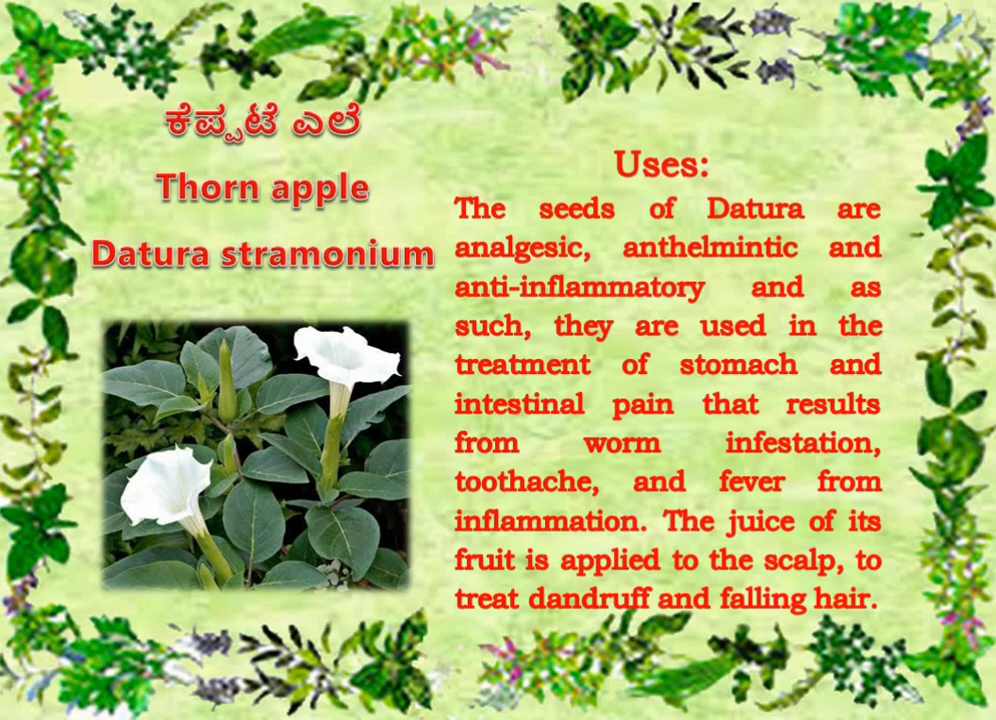 ಕೆಪ್ಪಟೆ ಎಲೆ
Thorn apple
Datura stramonium
Uses:
The seeds of Datura are
analgesic, anthelmintic and
anti-inflammatory and as
such, they are used in the
treatment of stomach and
intestinal pain that results
from worm infestation,
toothache, and fever from
inflammation. The juice of its
fruit is applied to the scalp, to
treat dandruff and falling hair.